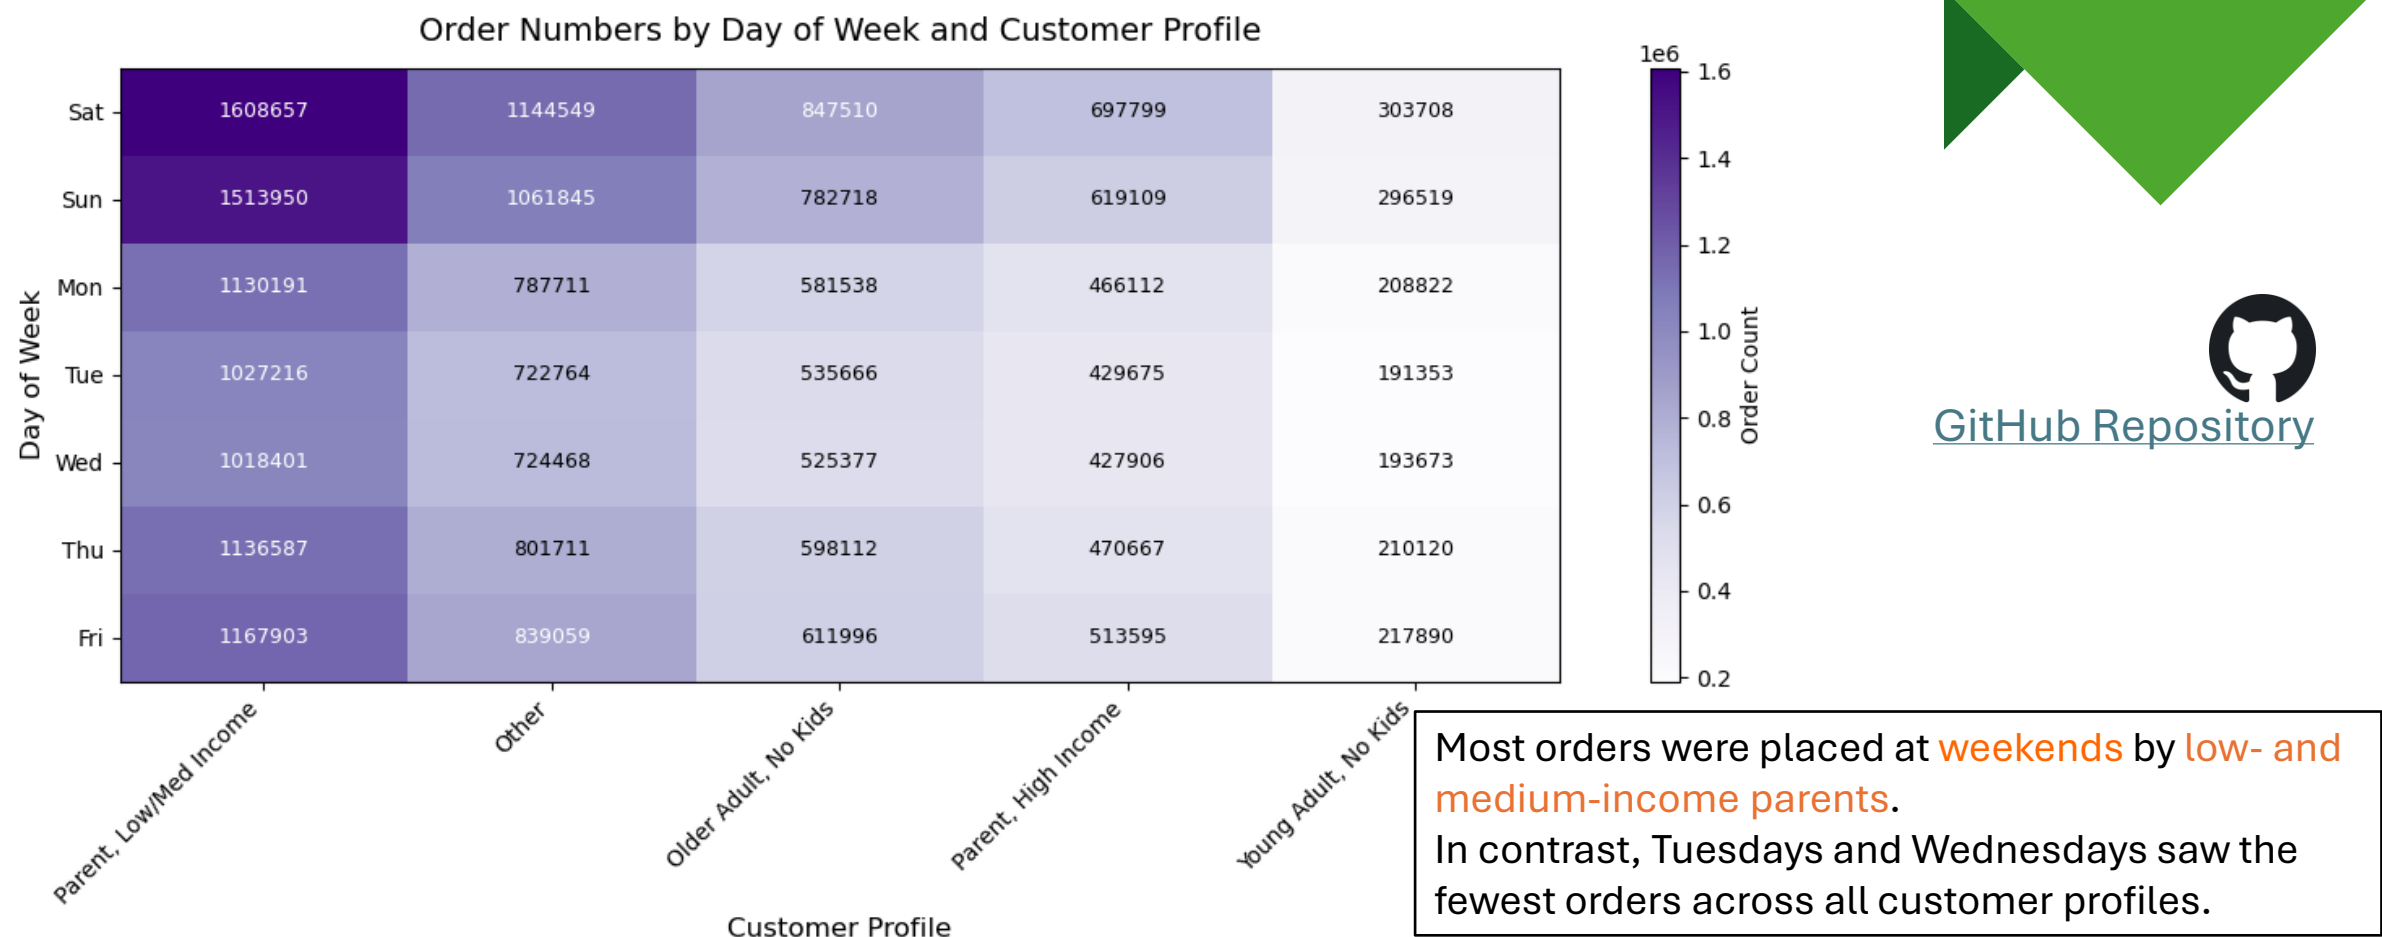 Order Numbers by Day of Week and Customer Profile
1e6
Sat 1608657 1144549 847510 697799 303708
Sun 1513950 1061845 782718 619109 296519
Mon 1130191 787711 581538 466112 208822
Tue 1027216 722764 535666 429675 191353
Wed 1018401 724468 525377 427906 193673
Thu 1136587 801711 598112 470667 210120
Fri 1167903 839059 611996 513595 217890
Day of Week
Parent, Low/Med Income
Other
Older Adult, No Kids
Parent, High Income
Young Adult, No Kids
Customer Profile
1.6
1.4
1.2
1.0
0.8
0.6
0.4
0.2
Order Count
GitHub Repository
Most orders were placed at weekends by low- and
medium-income parents.
In contrast, Tuesdays and Wednesdays saw the
fewest orders across all customer profiles.